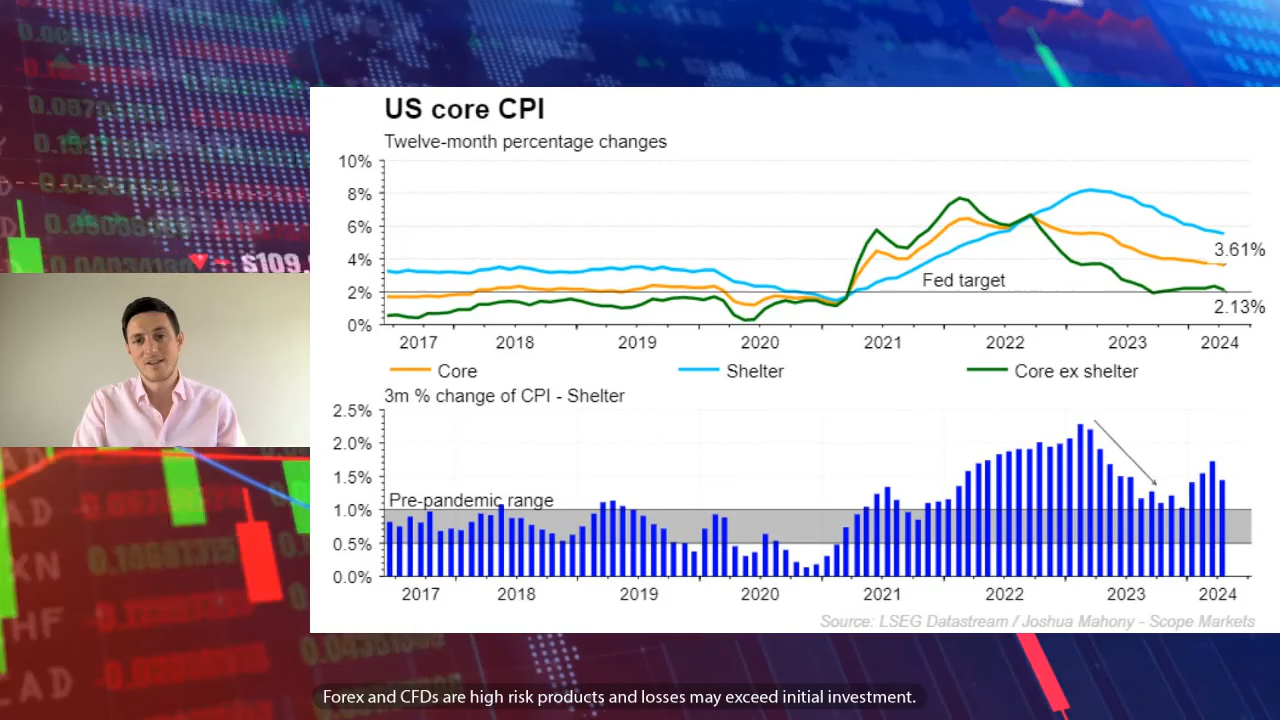 US core CPI
Twelve-month percentage changes
10%
8%
6%
4%
2%
0%
Fed target
3.61%
2.13%
2017 2018 2019 2020 2021 2022 2023 2024
Core Shelter Core ex shelter
3m % change of CPI - Shelter
2.5%
2.0%
1.5%
1.0%
0.5%
0.0%
Pre-pandemic range
2017 2018 2019 2020 2021 2022 2023 2024
Source: LSEG Datastream / Joshua Mahony - Scope Markets
$109.
Forex and CFDs are high risk products and losses may exceed initial investment.